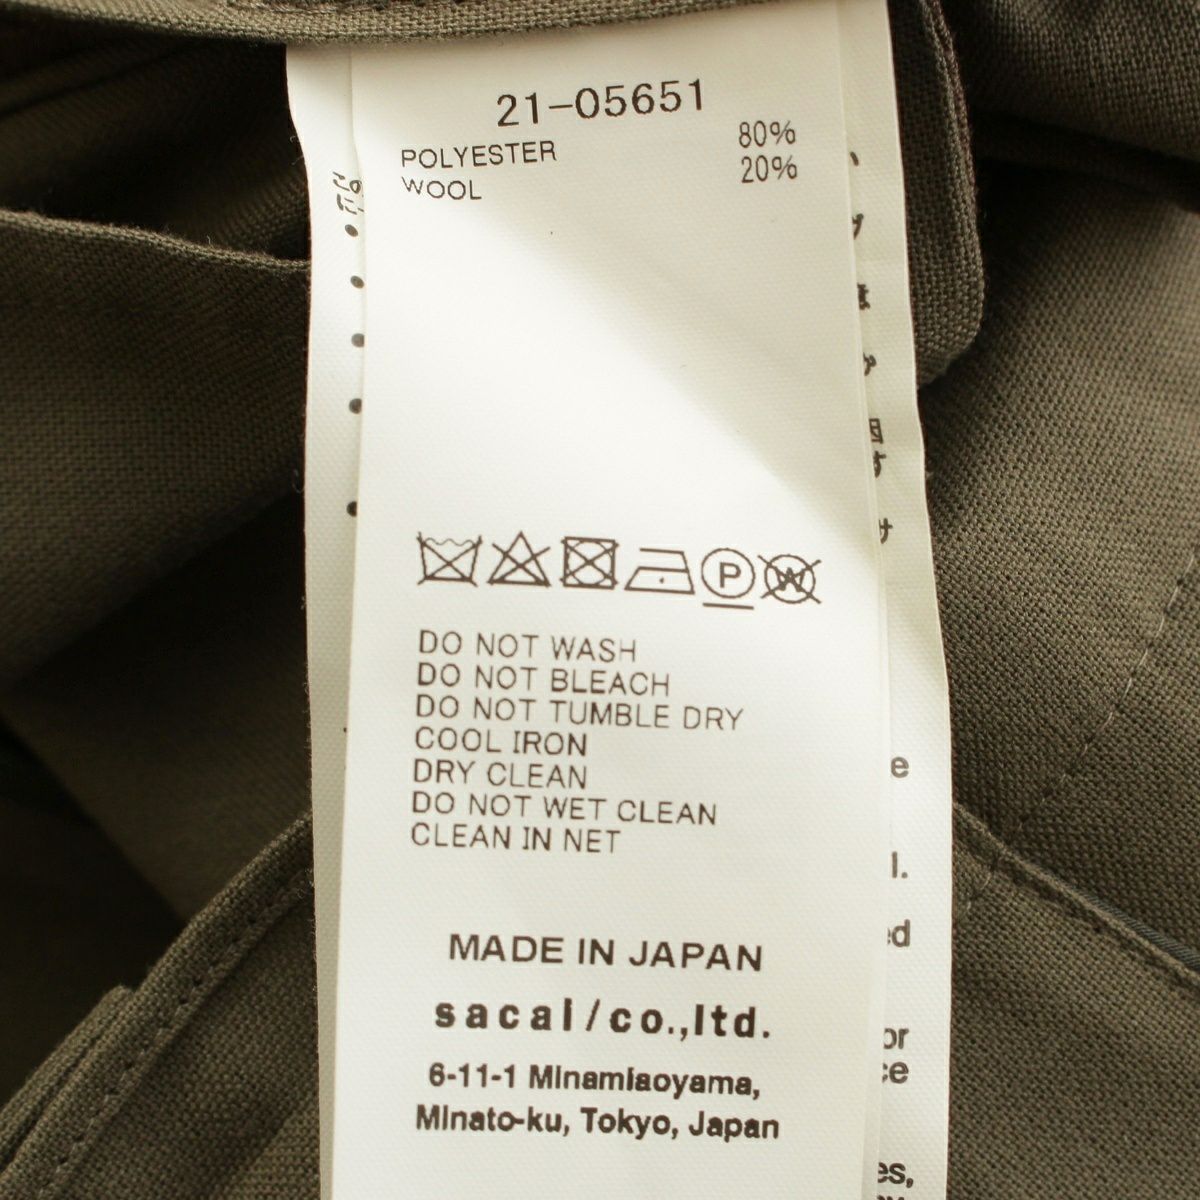 21-05651
POLYESTER 80%
WOOL 20%
P W
DO NOT WASH
DO NOT BLEACH
DO NOT TUMBLE DRY
COOL IRON
DRY CLEAN
DO NOT WET CLEAN
CLEAN IN NET
MADE IN JAPAN
sacai/co.,ltd.
6-11-1 Minamiaoyama,
Minato-ku, Tokyo, Japan